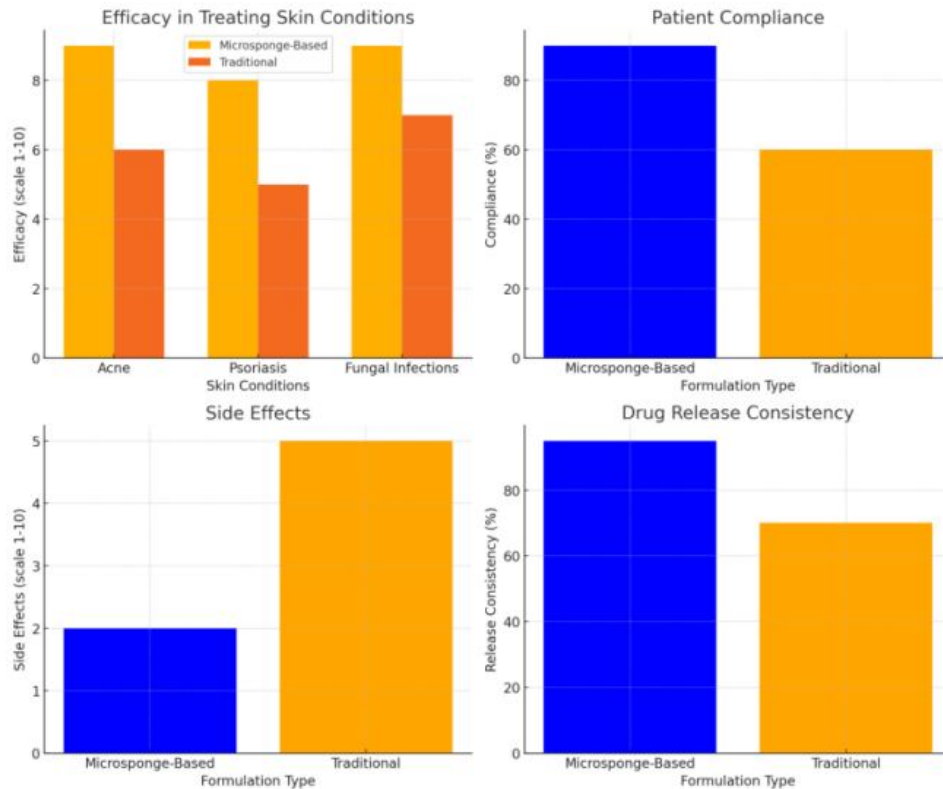 Efficacy in Treating Skin Conditions
Microsponge-Based
Traditional
Efficacy (scale 1-10)
8
6
4
2
0
Acne Psoriasis Fungal Infections
Skin Conditions
Patient Compliance
Compliance (%)
80
60
40
20
0
Microsponge-Based Traditional
Formulation Type
Side Effects
Side Effects (scale 1-10)
5
4
3
2
1
0
Microsponge-Based Traditional
Formulation Type
Drug Release Consistency
Release Consistency (%)
80
60
40
20
0
Microsponge-Based Traditional
Formulation Type